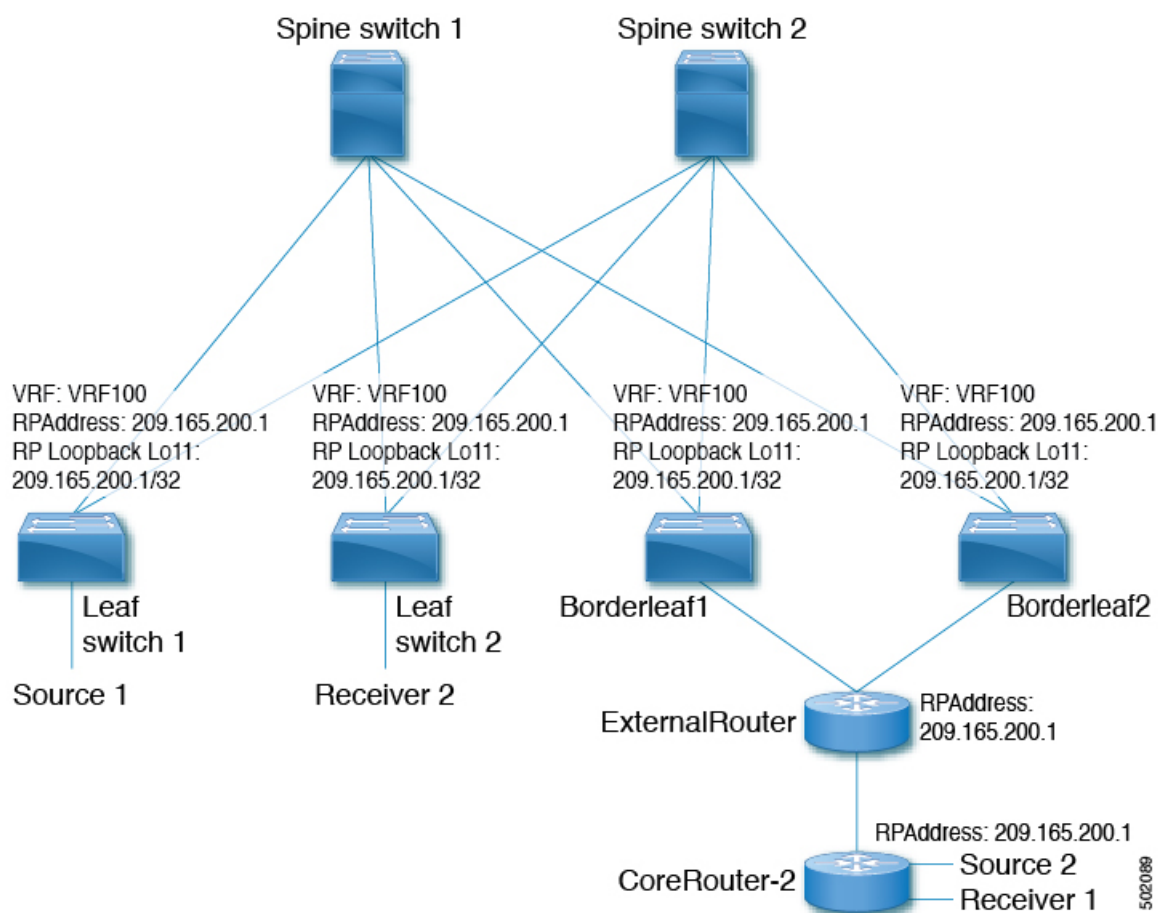 Spine switch 1
Spine switch 2
VRF: VRF100
RPAddress: 209.165.200.1
RP Loopback Lo11:
209.165.200.1/32
VRF: VRF100
RPAddress: 209.165.200.1
RP Loopback Lo11:
209.165.200.1/32
VRF: VRF100
RPAddress: 209.165.200.1
RP Loopback Lo11:
209.165.200.1/32
VRF: VRF100
RPAddress: 209.165.200.1
RP Loopback Lo11:
209.165.200.1/32
Leaf
switch 1
Source 1
Leaf
switch 2
Receiver 2
Borderleaf1
Borderleaf2
ExternalRouter
RPAddress:
209.165.200.1
RPAddress: 209.165.200.1
CoreRouter-2
Source 2
Receiver 1
502089